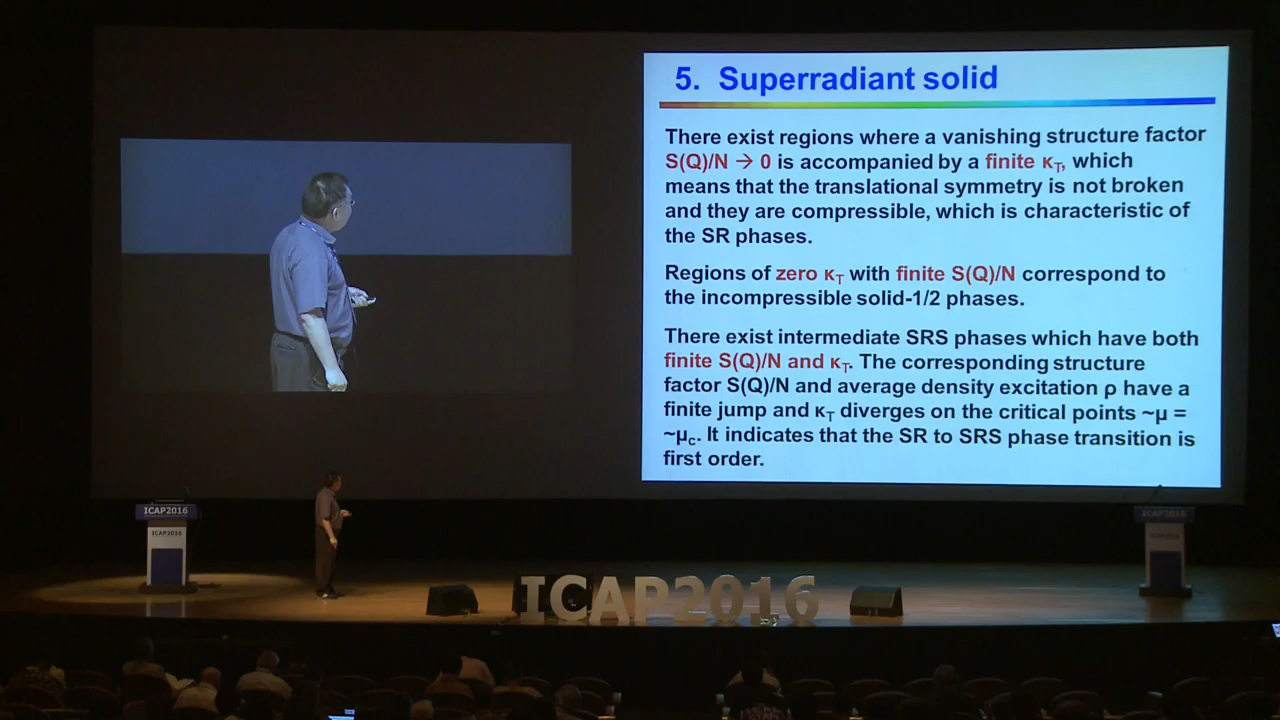 5. Superradiant solid
There exist regions where a vanishing structure factor
S(Q)/N → 0 is accompanied by a finite κT, which
means that the translational symmetry is not broken
and they are compressible, which is characteristic of
the SR phases.
Regions of zero κT with finite S(Q)/N correspond to
the incompressible solid-1/2 phases.
There exist intermediate SRS phases which have both
finite S(Q)/N and κT. The corresponding structure
factor S(Q)/N and average density excitation ρ have a
finite jump and κT diverges on the critical points ~μ =
~μc. It indicates that the SR to SRS phase transition is
first order.
ICAP2016
ICAP2016
ICAP2016
ICAP2016
ICAP2016